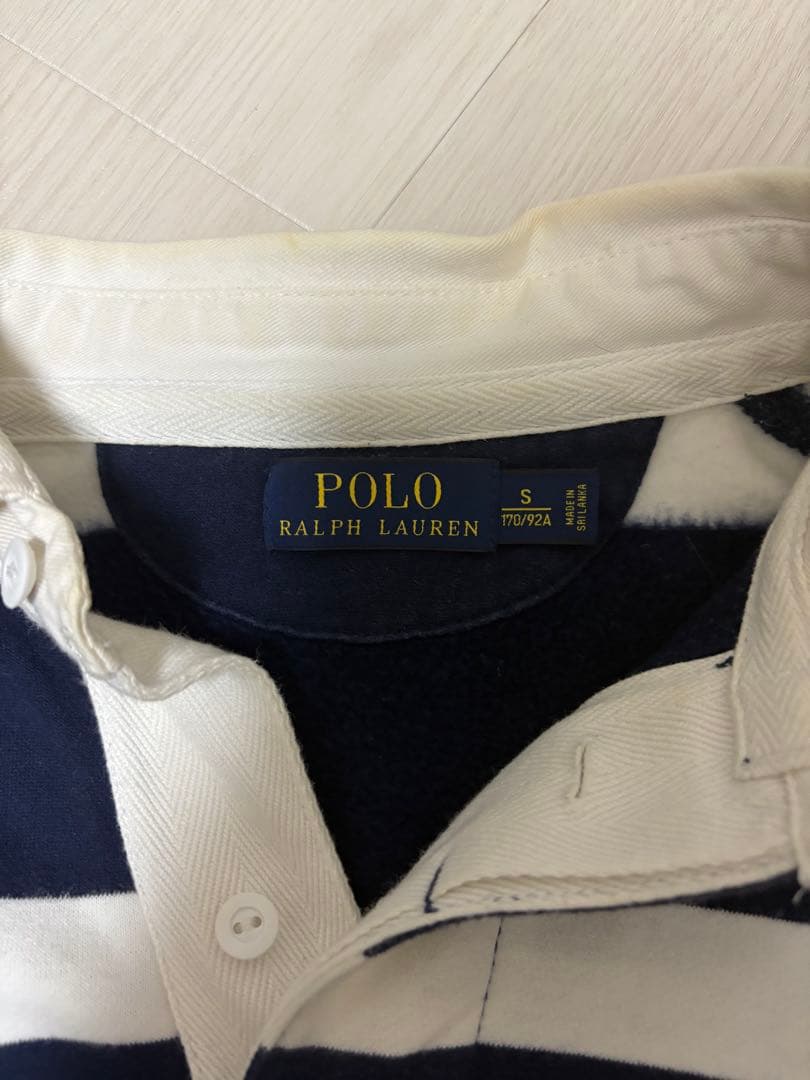 POLO
RALPH LAUREN
S
170/92A
MADE IN
SRI LANKA